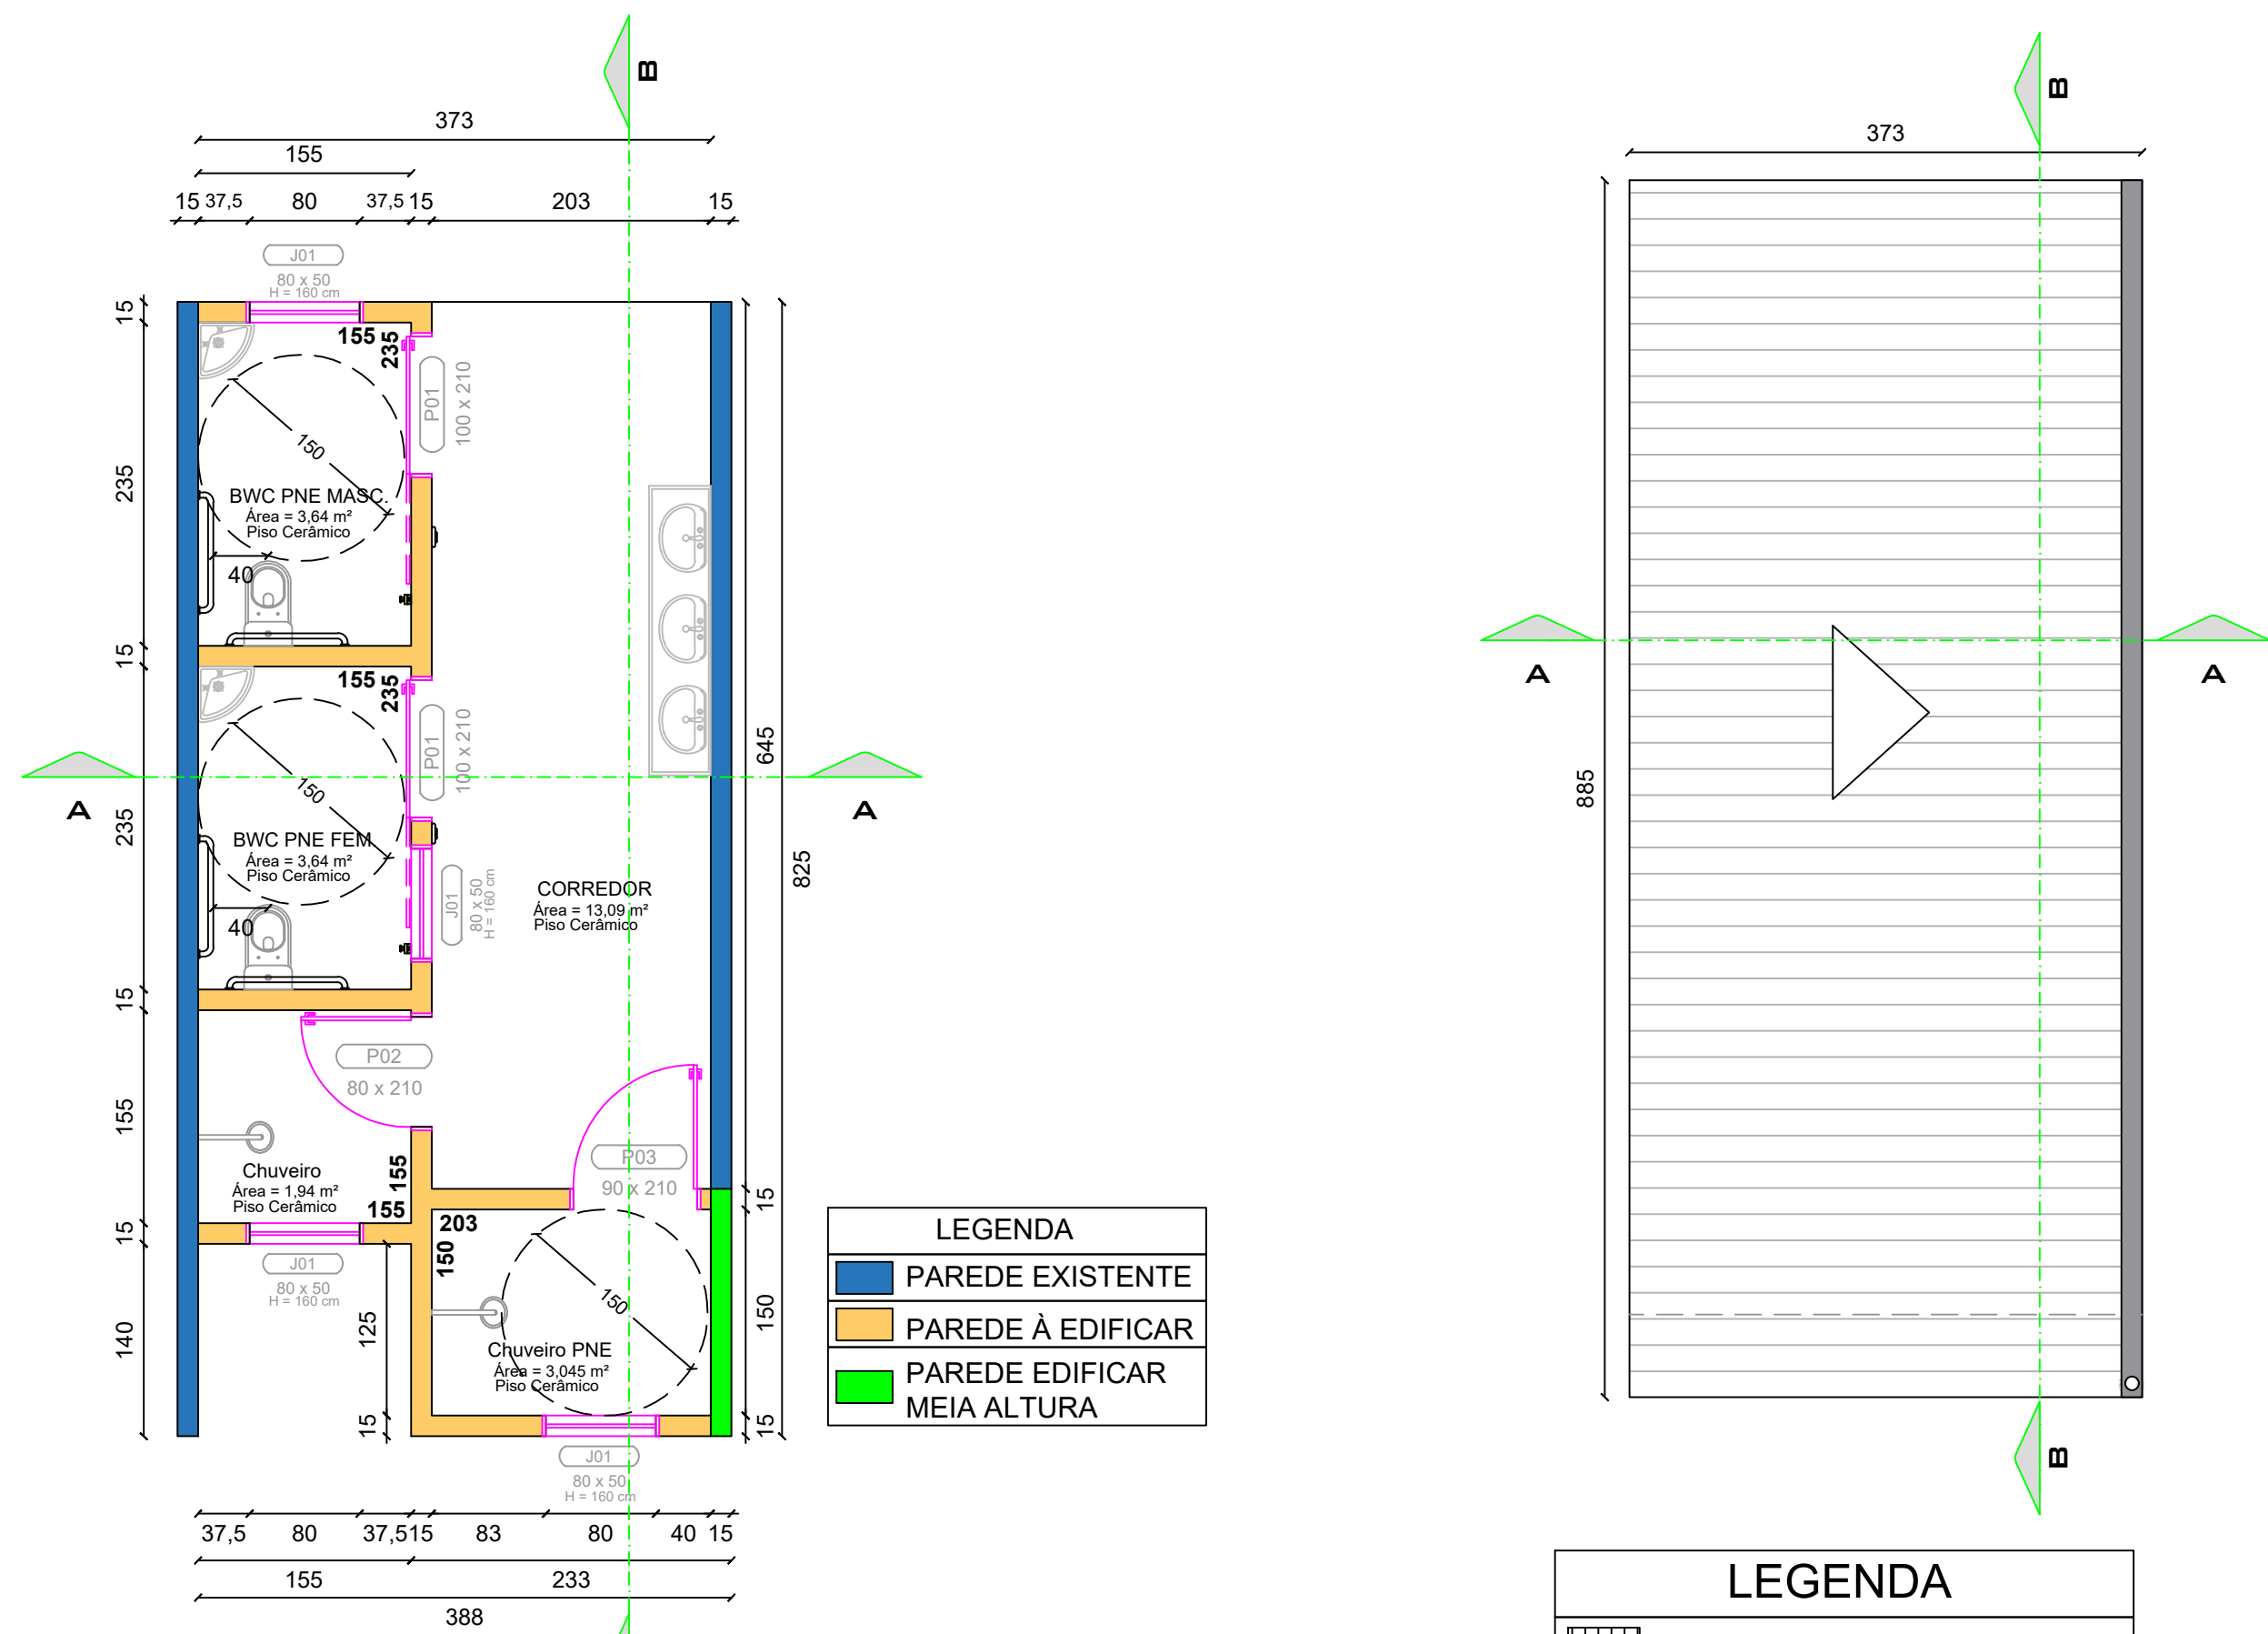 B
373
155
15 37,5 80 37,5 15 203 15
J01
80 x 50
H = 160 cm
15
155
235
P01
100 x 210
150
235
BWC PNE MASC.
Área = 3,64 m²
Piso Cerâmico
40
15
155
235
P01
100 x 210
645
150
A
A
235
BWC PNE FEM
Área = 3,64 m²
Piso Cerâmico
825
J01
80 x 50
H = 160 cm
CORREDOR
Área = 13,09 m²
Piso Cerâmico
40
15
P02
80 x 210
155
P03
90 x 210
Chuveiro
Área = 1,94 m²
Piso Cerâmico
155
155
15
15
203
150
J01
80 x 50
H = 160 cm
140
125
150
150
Chuveiro PNE
Área = 3,045 m²
Piso Cerâmico
15
15
J01
80 x 50
H = 160 cm
37,5 80 37,5 15 83 80 40 15
155 233
388
LEGENDA
PAREDE EXISTENTE
PAREDE À EDIFICAR
PAREDE EDIFICAR
MEIA ALTURA
B
373
A
A
885
B
LEGENDA